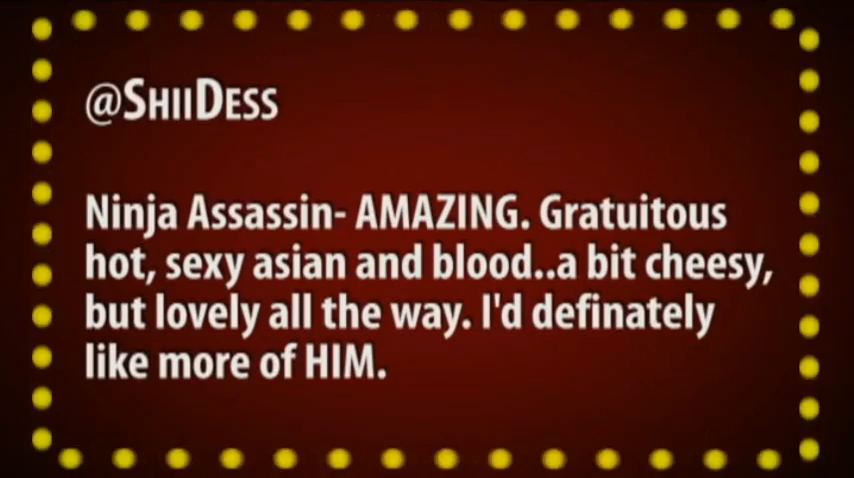 @ShiiDess
Ninja Assassin- AMAZING. Gratuitous
hot, sexy asian and blood..a bit cheesy,
but lovely all the way. I'd definately
like more of HIM.